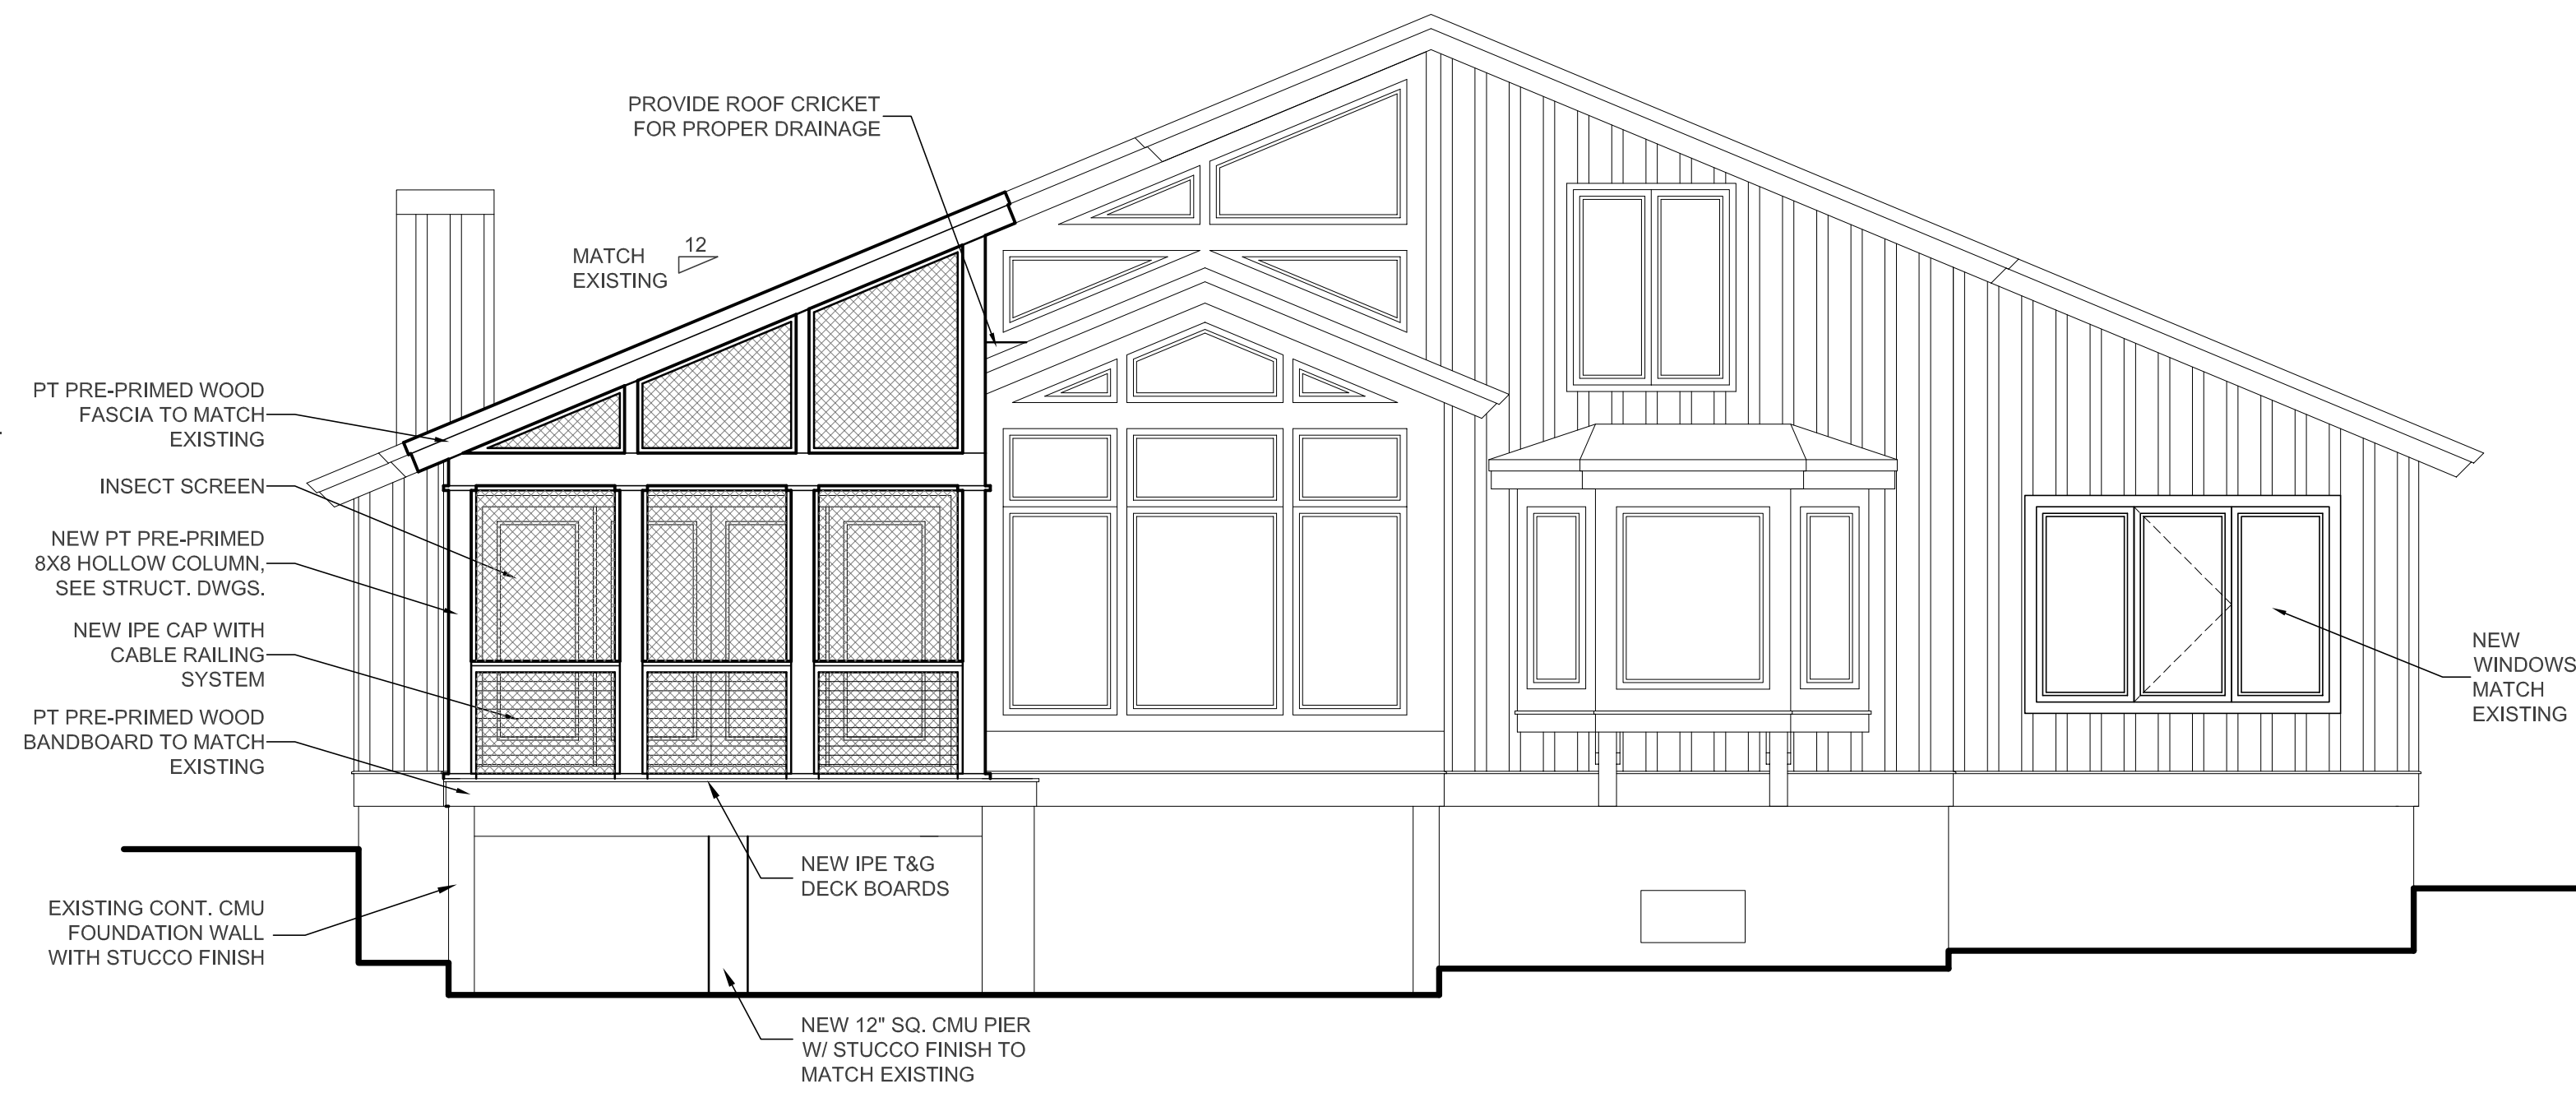 PROVIDE ROOF CRICKET
FOR PROPER DRAINAGE
12
MATCH
EXISTING
PT PRE-PRIMED WOOD
FASCIA TO MATCH
EXISTING
INSECT SCREEN
NEW PT PRE-PRIMED
8X8 HOLLOW COLUMN,
SEE STRUCT. DWGS.
NEW IPE CAP WITH
CABLE RAILING
SYSTEM
PT PRE-PRIMED WOOD
BANDBOARD TO MATCH
EXISTING
EXISTING CONT. CMU
FOUNDATION WALL
WITH STUCCO FINISH
NEW IPE T&G
DECK BOARDS
NEW 12" SQ. CMU PIER
W/ STUCCO FINISH TO
MATCH EXISTING
NEW
WINDOWS
MATCH
EXISTING